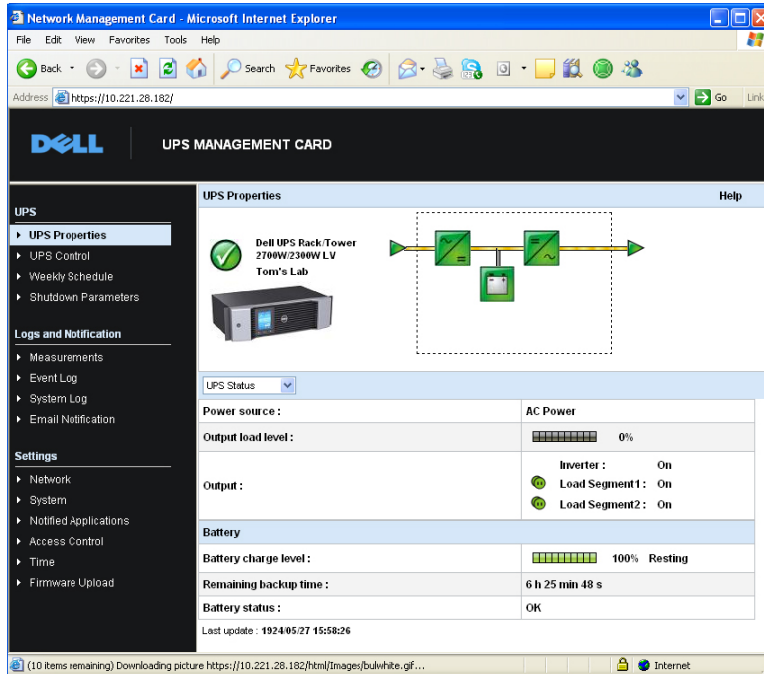 Network Management Card - Microsoft Internet Explorer
File Edit View Favorites Tools Help
Back Search Favorites
Address https://10.221.28.182/ Go Link
DELL UPS MANAGEMENT CARD
UPS Properties Help
UPS
UPS Properties
UPS Control
Weekly Schedule
Shutdown Parameters
Logs and Notification
Measurements
Event Log
System Log
Email Notification
Settings
Network
System
Notified Applications
Access Control
Time
Firmware Upload
Dell UPS Rack/Tower
2700W/2300W LV
Tom's Lab
UPS Status
Power source : AC Power
Output load level : 0%
Output :
Inverter : On
Load Segment1 : On
Load Segment2 : On
Battery
Battery charge level : 100% Resting
Remaining backup time : 6 h 25 min 48 s
Battery status : OK
Last update : 1924/05/27 15:58:26
(10 items remaining) Downloading picture https://10.221.28.182/html/Images/bulwhite.gif... Internet